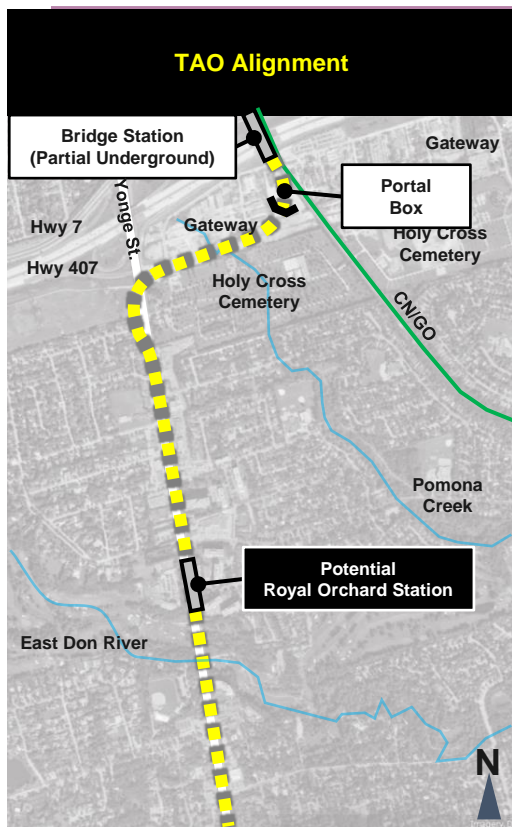 TAO Alignment
Bridge Station
(Partial Underground)
Gateway
Yonge St.
Portal
Box
Hwy 7
Gateway
Holy Cross
Cemetery
Hwy 407
Holy Cross
Cemetery
CN/GO
Pomona
Creek
Potential
Royal Orchard Station
East Don River
N